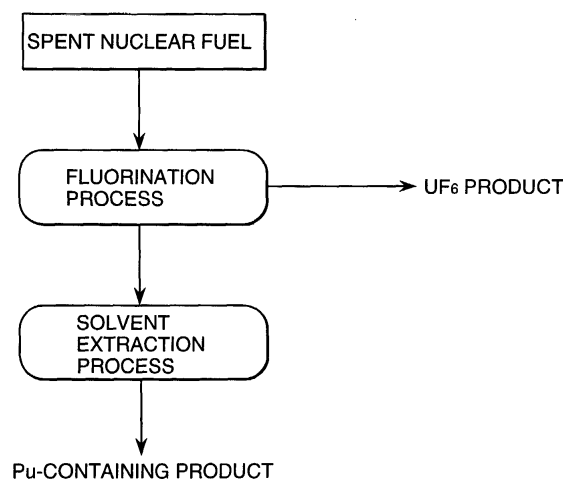 SPENT NUCLEAR FUEL
FLUORINATION
PROCESS
UF6 PRODUCT
SOLVENT
EXTRACTION
PROCESS
Pu-CONTAINING PRODUCT